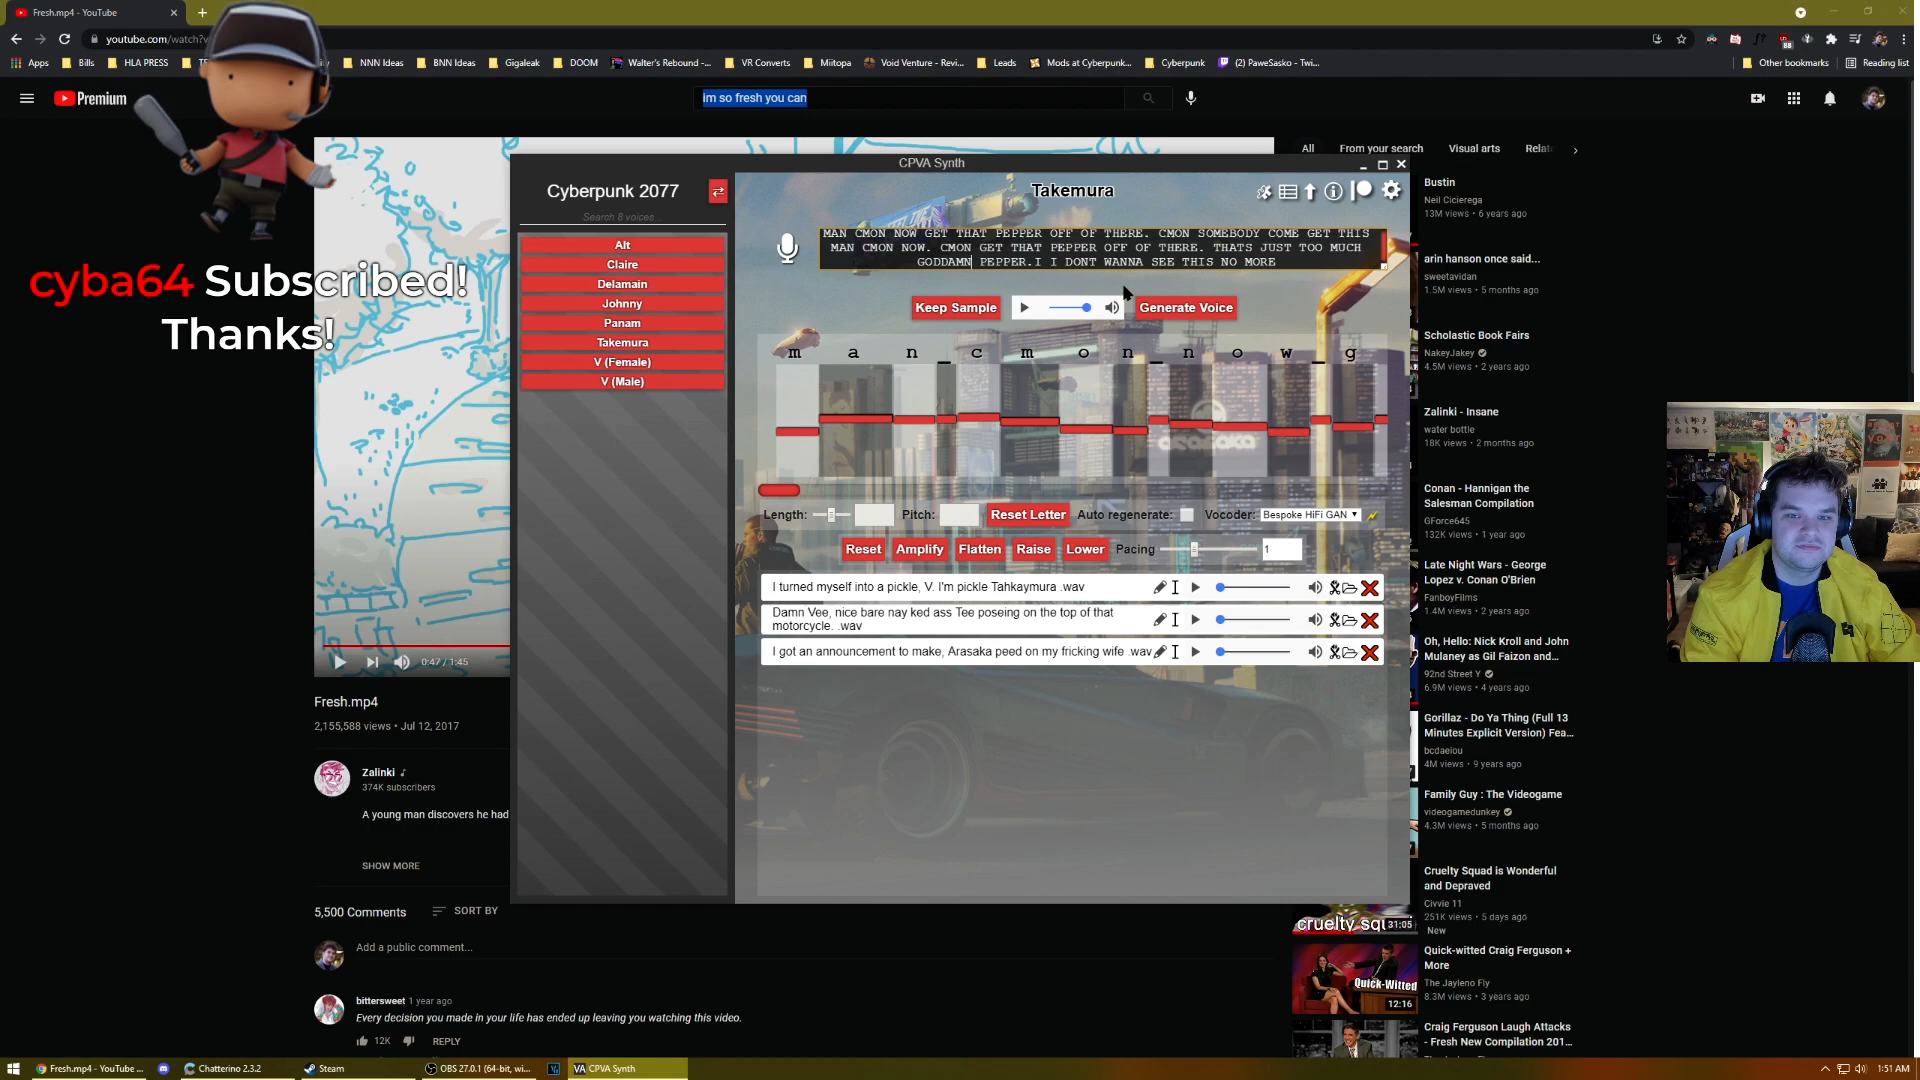 Fresh.mp4 - YouTube
youtube.com/watch?v
Apps
Bills
HLA PRESS
NNN Ideas
BNN Ideas
Gigaleak
DOOM
Walter's Rebound -...
VR Converts
Miitopa
Void Venture - Revi...
Leads
Mods at Cyberpunk...
Cyberpunk
(2) PaweSasko - Twi...
Other bookmarks
Reading list
88
Premium
im so fresh you can
cyba64 Subscribed!
Thanks!
CPVA Synth
Cyberpunk 2077
Search 8 voices...
Alt
Claire
Delamain
Johnny
Panam
Takemura
V (Female)
V (Male)
Takemura
MAN CMON NOW GET THAT PEPPER OFF OF THERE. CMON SOMEBODY COME GET THIS
MAN CMON NOW. CMON GET THAT PEPPER OFF OF THERE. THATS JUST TOO MUCH
GODDAMN PEPPER.I I DONT WANNA SEE THIS NO MORE
Keep Sample
Generate Voice
m a n _ c m o n _ n o w _ g
arasaka
Length:
Pitch:
Reset Letter
Auto regenerate:
Vocoder:
Bespoke HiFi GAN
Reset
Amplify
Flatten
Raise
Lower
Pacing
1
I turned myself into a pickle, V. I'm pickle Tahkaymura .wav
Damn Vee, nice bare nay ked ass Tee poseing on the top of that
motorcycle. .wav
I got an announcement to make, Arasaka peed on my fricking wife .wav
0:47 / 1:45
Fresh.mp4
2,155,588 views • Jul 12, 2017
Zalinki
374K subscribers
A young man discovers he had
SHOW MORE
5,500 Comments
SORT BY
Add a public comment...
bittersweet 1 year ago
Every decision you made in your life has ended up leaving you watching this video.
12K
REPLY
All
From your search
Visual arts
Relate
Bustin
Neil Cicierega
13M views • 6 years ago
arin hanson once said...
sweetavidan
1.5M views • 5 months ago
Scholastic Book Fairs
NakeyJakey
4.5M views • 2 years ago
Zalinki - Insane
water bottle
18K views • 2 months ago
Conan - Hannigan the
Salesman Compilation
GForce645
132K views • 1 year ago
Late Night Wars - George
Lopez v. Conan O'Brien
FanboyFilms
1.4M views • 2 years ago
Oh, Hello: Nick Kroll and John
Mulaney as Gil Faizon and...
92nd Street Y
6.9M views • 4 years ago
Gorillaz - Do Ya Thing (Full 13
Minutes Explicit Version) Fea...
bcdaeiou
4M views • 9 years ago
Family Guy : The Videogame
videogamedunkey
4.3M views • 5 months ago
Cruelty Squad is Wonderful
and Depraved
Civvie 11
251K views • 5 days ago
New
cruelty squ
31:05
Quick-witted Craig Ferguson +
More
The Jayleno Fly
8.3M views • 3 years ago
Quick-Witted
12:16
Craig Ferguson Laugh Attacks
- Fresh New Compilation 201...
Fresh.mp4 - YouTube ...
Chatterino 2.3.2
Steam
OBS 27.0.1 (64-bit, wi...
VA CPVA Synth
1:51 AM